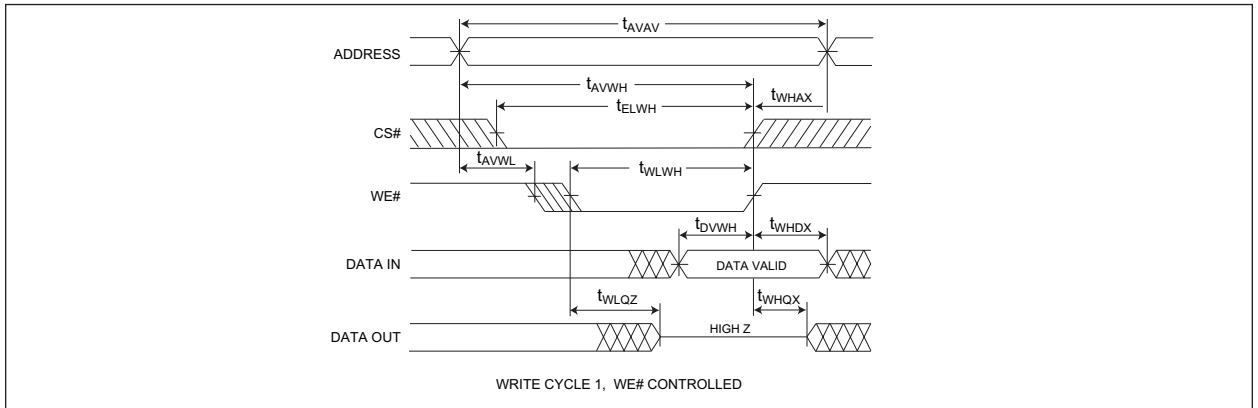 tAVAV
ADDRESS
tAVWH
tELWH
tWHAX
CS#
tAVWL
tWLWH
WE#
tDVWH
tWHDX
DATA IN
DATA VALID
tWLQZ
tWHQX
DATA OUT
HIGH Z
WRITE CYCLE 1, WE# CONTROLLED